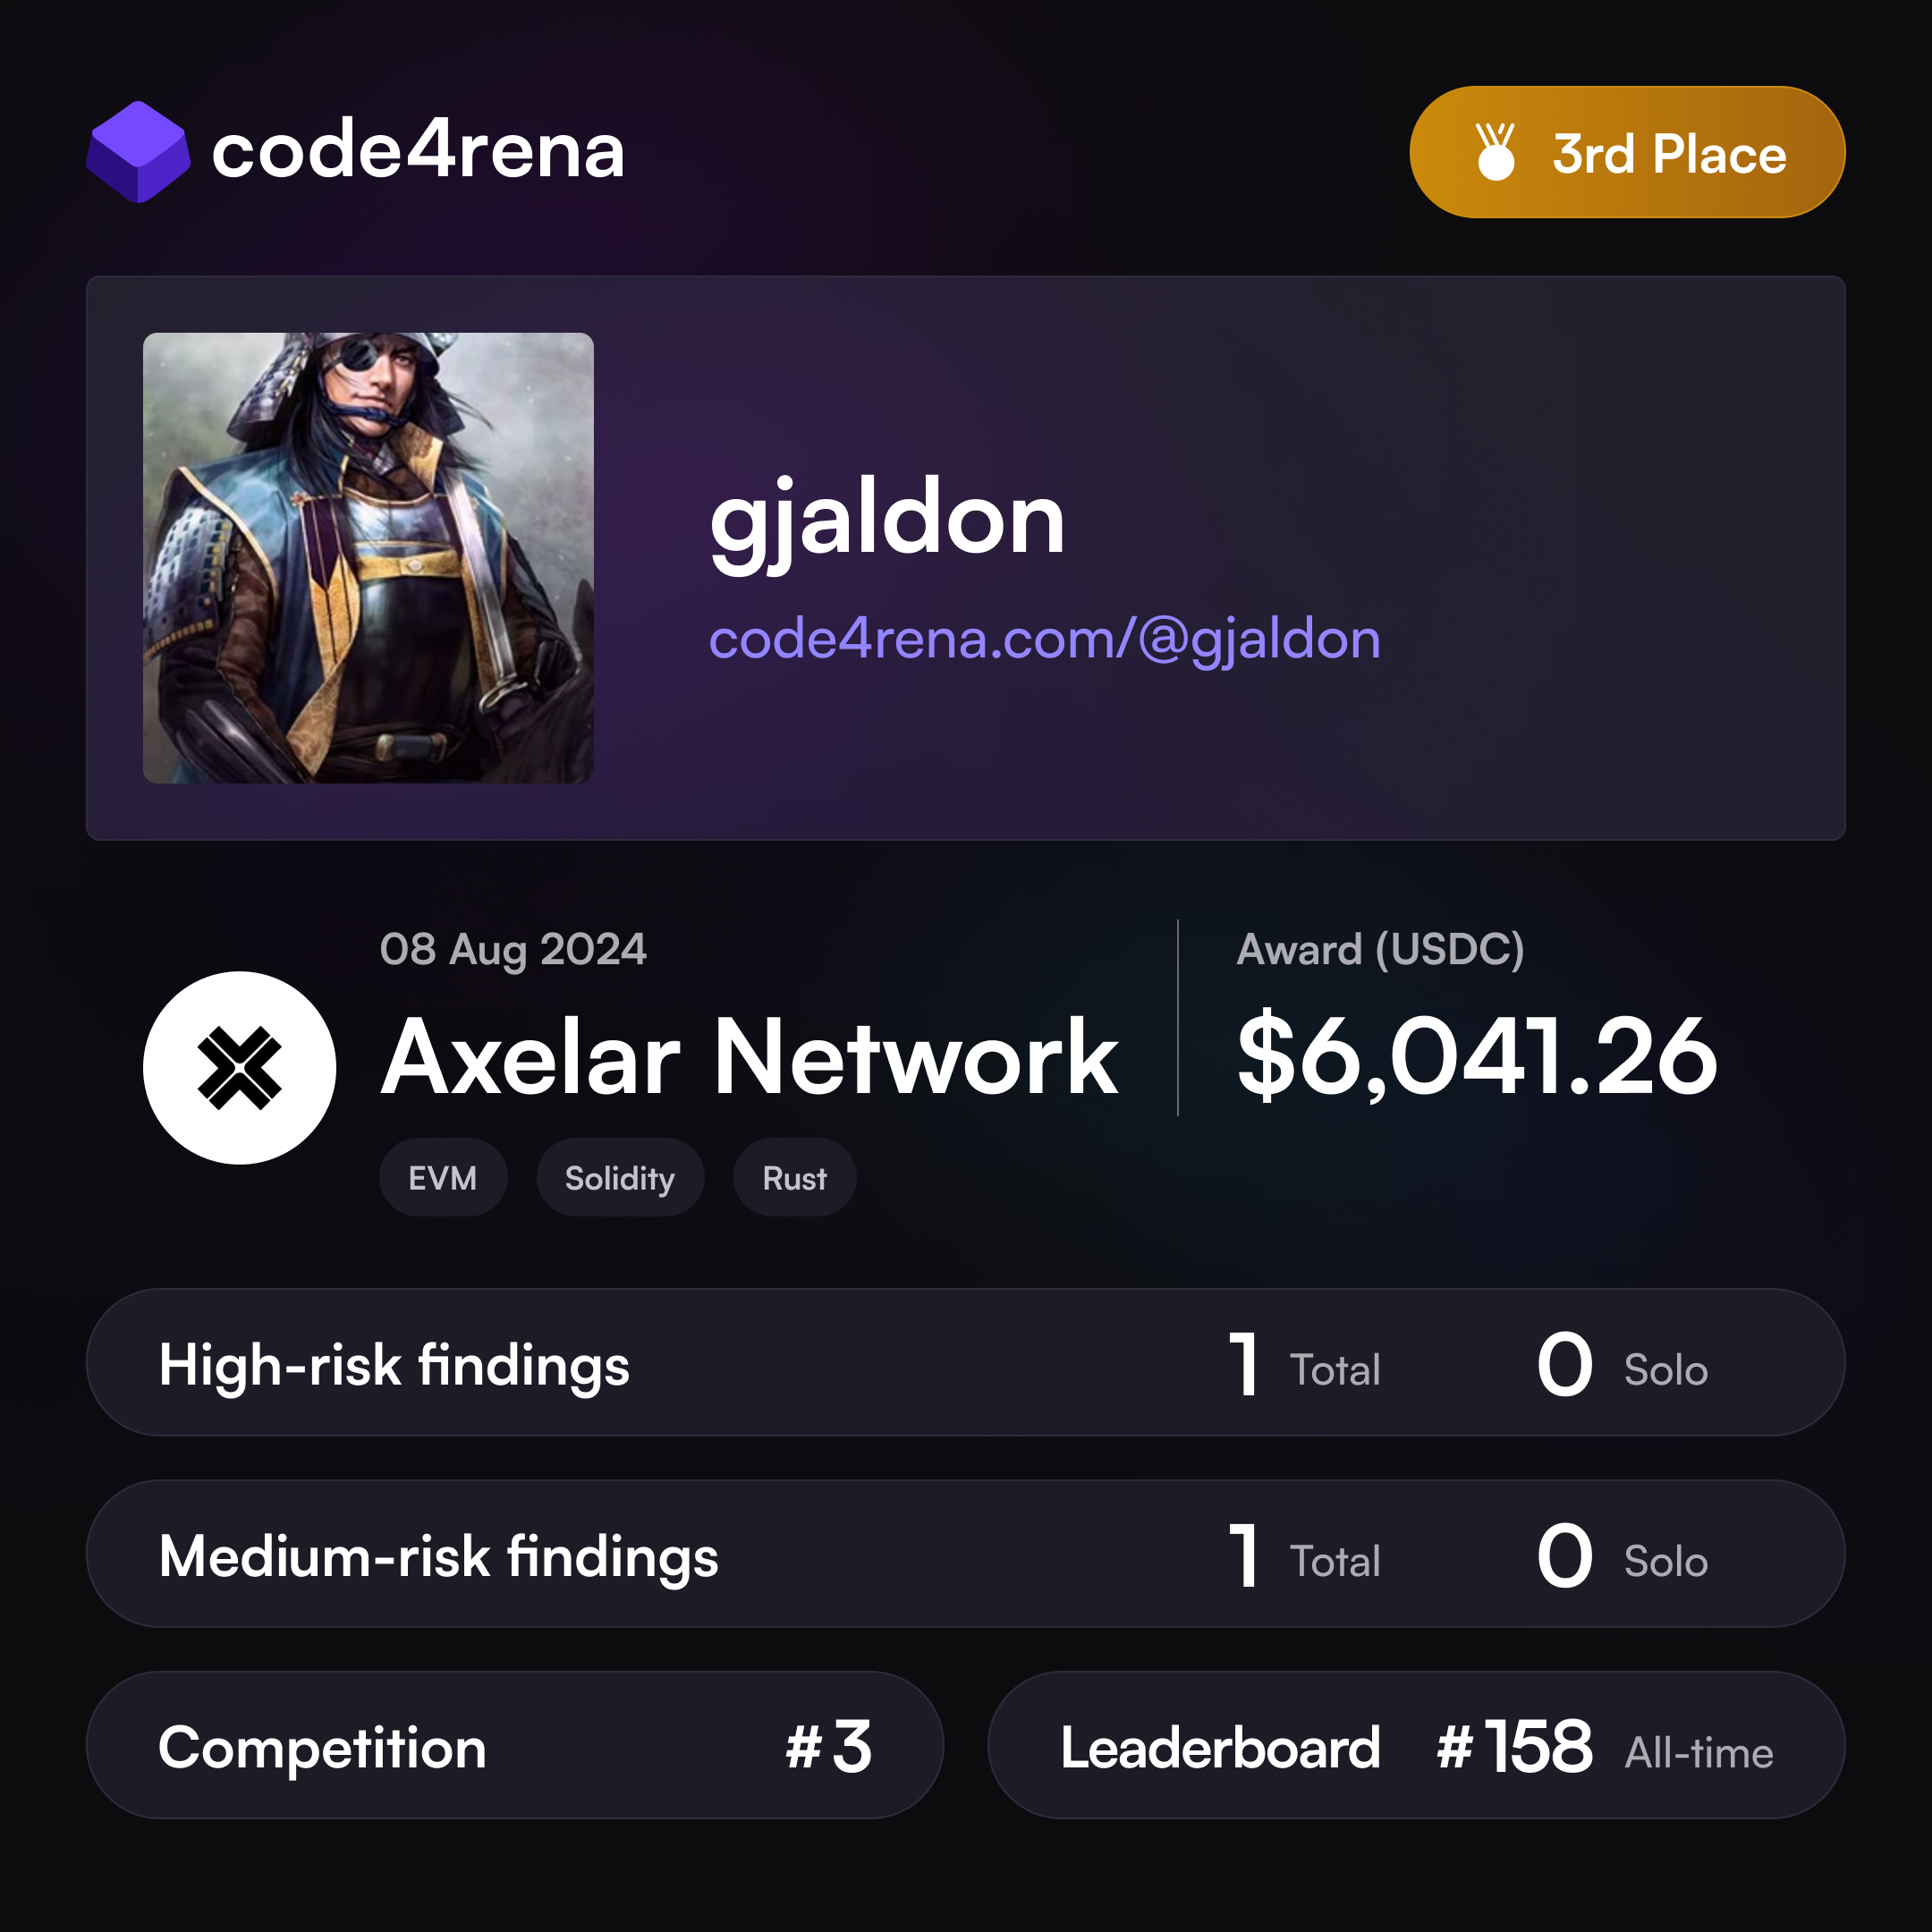 code4rena
3rd Place
gjaldon
code4rena.com/@gjaldon
08 Aug 2024
Axelar Network
EVM Solidity Rust
Award (USDC)
$6,041.26
High-risk findings 1 Total 0 Solo
Medium-risk findings 1 Total 0 Solo
Competition #3
Leaderboard #158 All-time